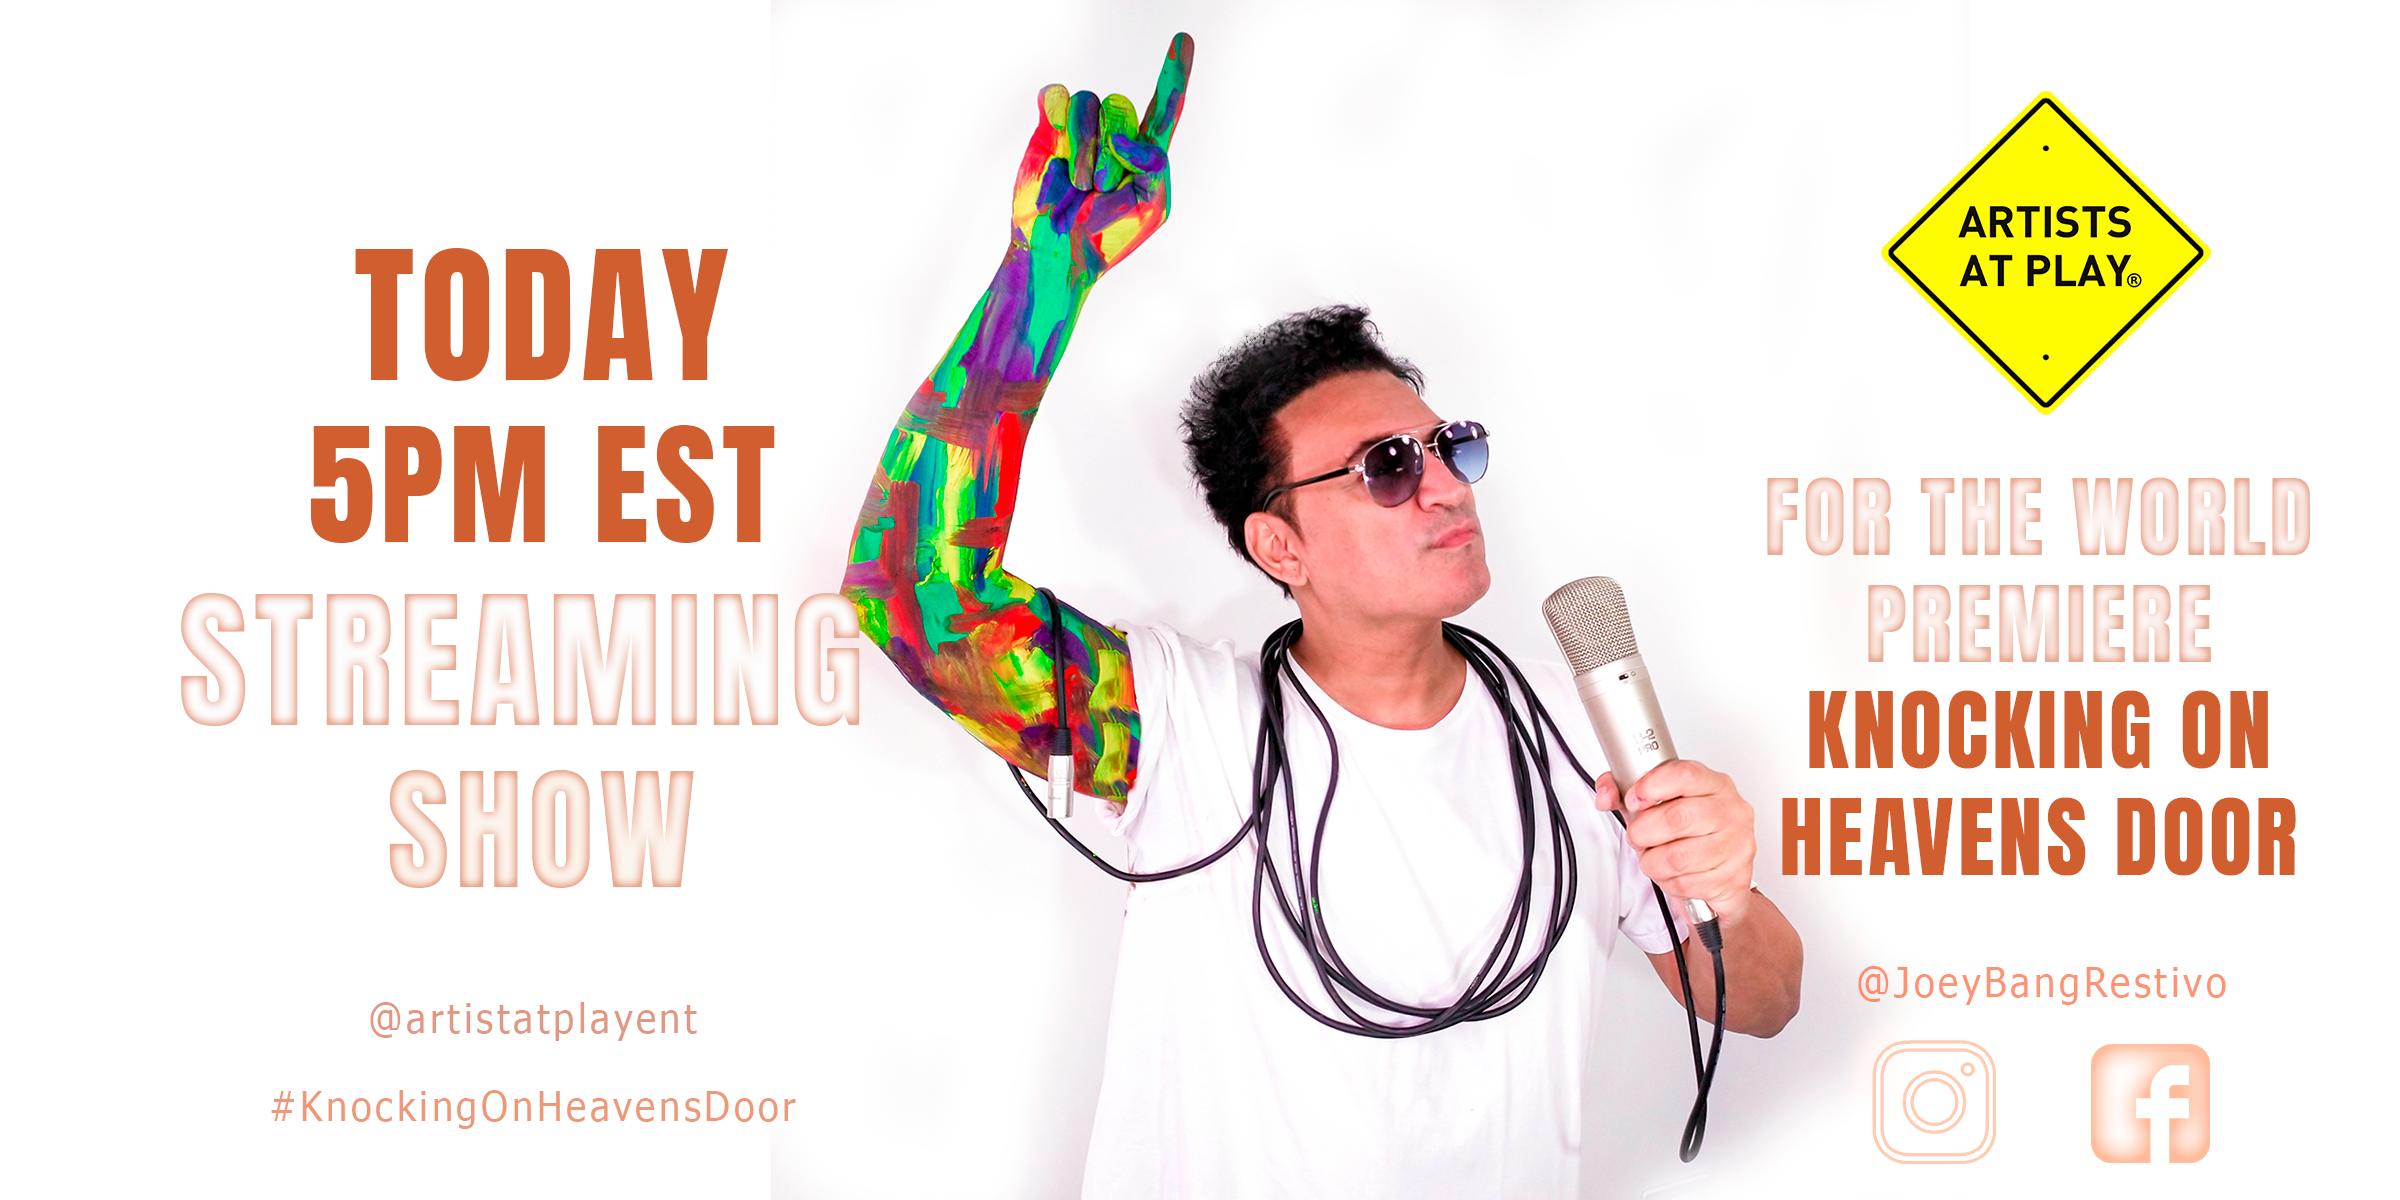 TODAY
5PM EST
STREAMING
SHOW
@artistatplayent
#KnockingOnHeavensDoor
ARTISTS
AT PLAY®
FOR THE WORLD
PREMIERE
KNOCKING ON
HEAVENS DOOR
@JoeyBangRestivo